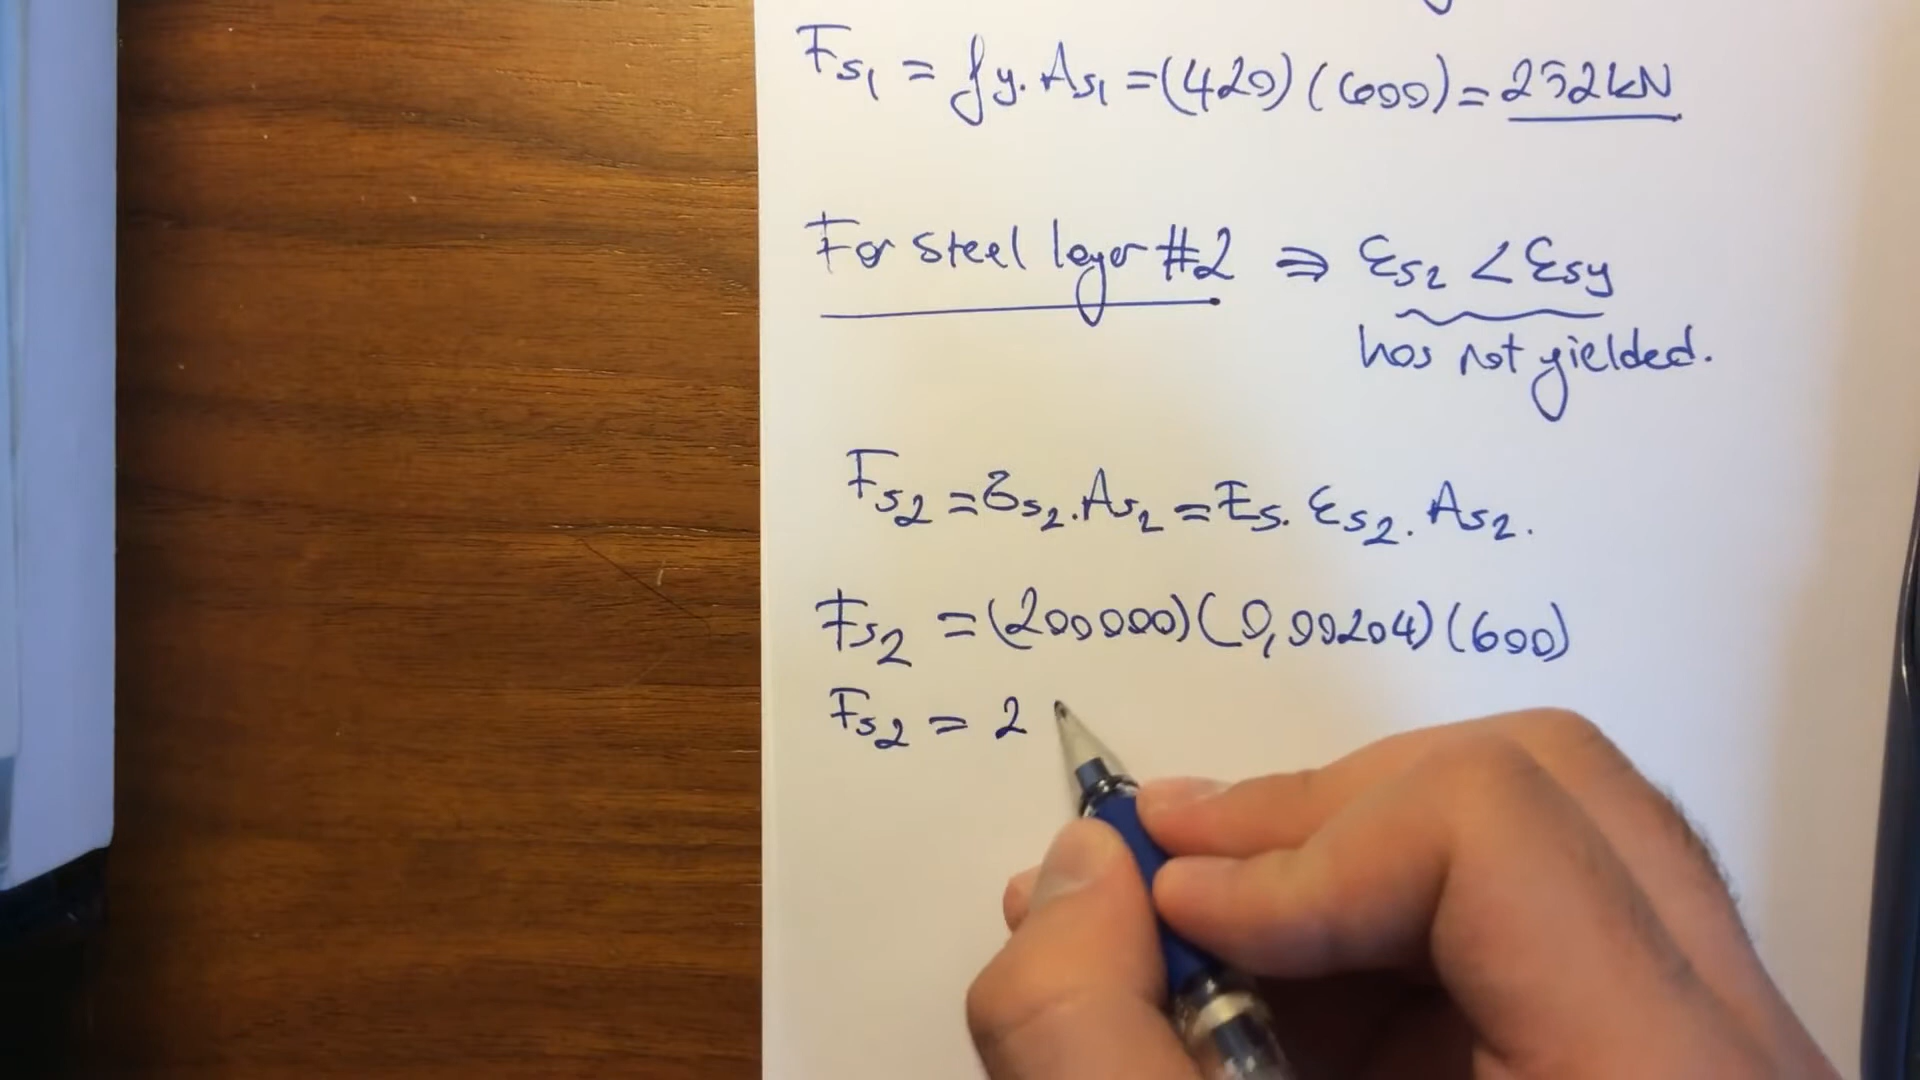 Fs₁ = fy. As₁ = (420) (600) = 252kN
For Steel layer #2 ⇒ εs₂ < εsy
has not yielded.
Fs₂ = σs₂. As₂ = Es. εs₂. As₂.
Fs₂ = (200000) (0,00204) (600)
Fs₂ = 2